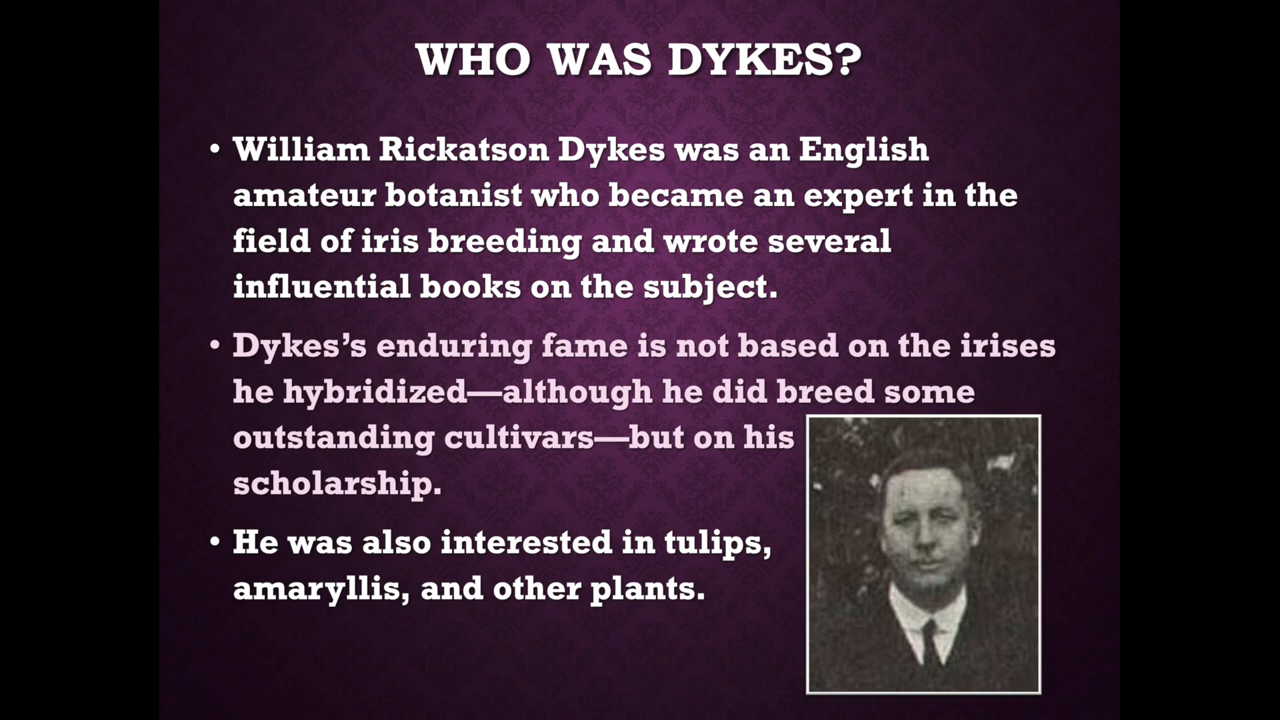 WHO WAS DYKES?
• William Rickatson Dykes was an English
amateur botanist who became an expert in the
field of iris breeding and wrote several
influential books on the subject.
• Dykes’s enduring fame is not based on the irises
he hybridized—although he did breed some
outstanding cultivars—but on his
scholarship.
• He was also interested in tulips,
amaryllis, and other plants.